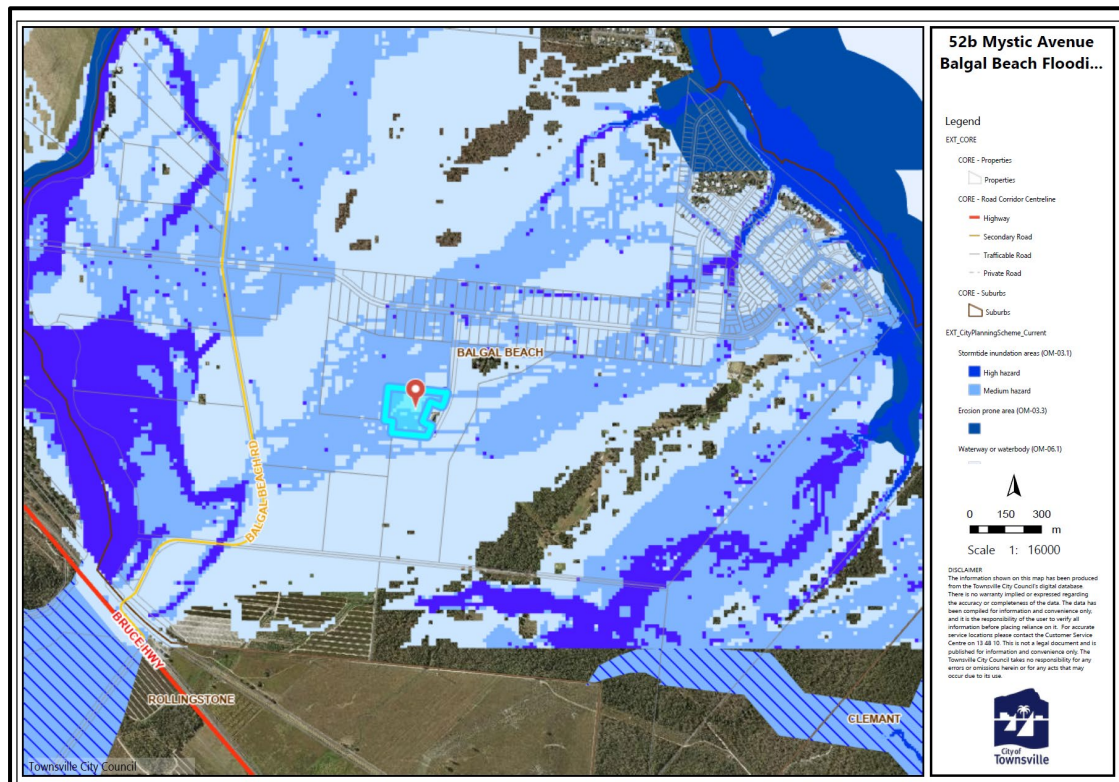 52b Mystic Avenue
Balgal Beach Floodi...
Legend
EXT_CORE
CORE - Properties
Properties
CORE - Road Corridor Centreline
Highway
Secondary Road
Trafficable Road
Private Road
CORE - Suburbs
Suburbs
EXT_CityPlanningScheme_Current
Stormtide inundation areas (OM-03.1)
High hazard
Medium hazard
Erosion prone area (OM-03.3)
Waterway or waterbody (OM-06.1)
0 150 300
m
Scale 1: 16000
DISCLAIMER
The information shown on this map has been produced
from the Townsville City Council's digital database.
There is no warranty implied or expressed regarding
the accuracy or completeness of the data. The data has
been compiled for information and convenience only,
and it is the responsibility of the user to verify all
information before placing reliance on it. For accurate
service locations please contact the Customer Service
Centre on 13 48 10. This is not a legal document and is
published for information and convenience only. The
Townsville City Council takes no responsibility for any
errors or omissions herein or for any acts that may
occur due to its use.
City of
Townsville
BALGAL BEACH
BALGAL BEACH RD
BRUCE HWY
ROLLINGSTONE
CLEMANT
Townsville City Council